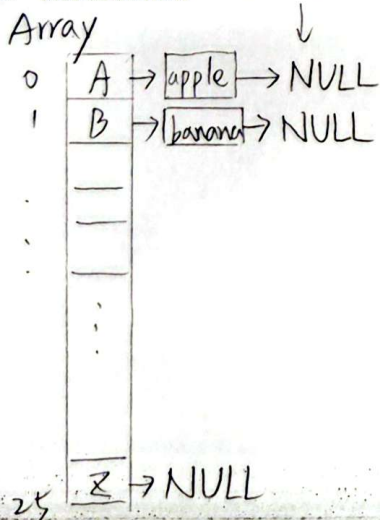 Array
0 A apple NULL
1 B banana NULL
25 Z NULL